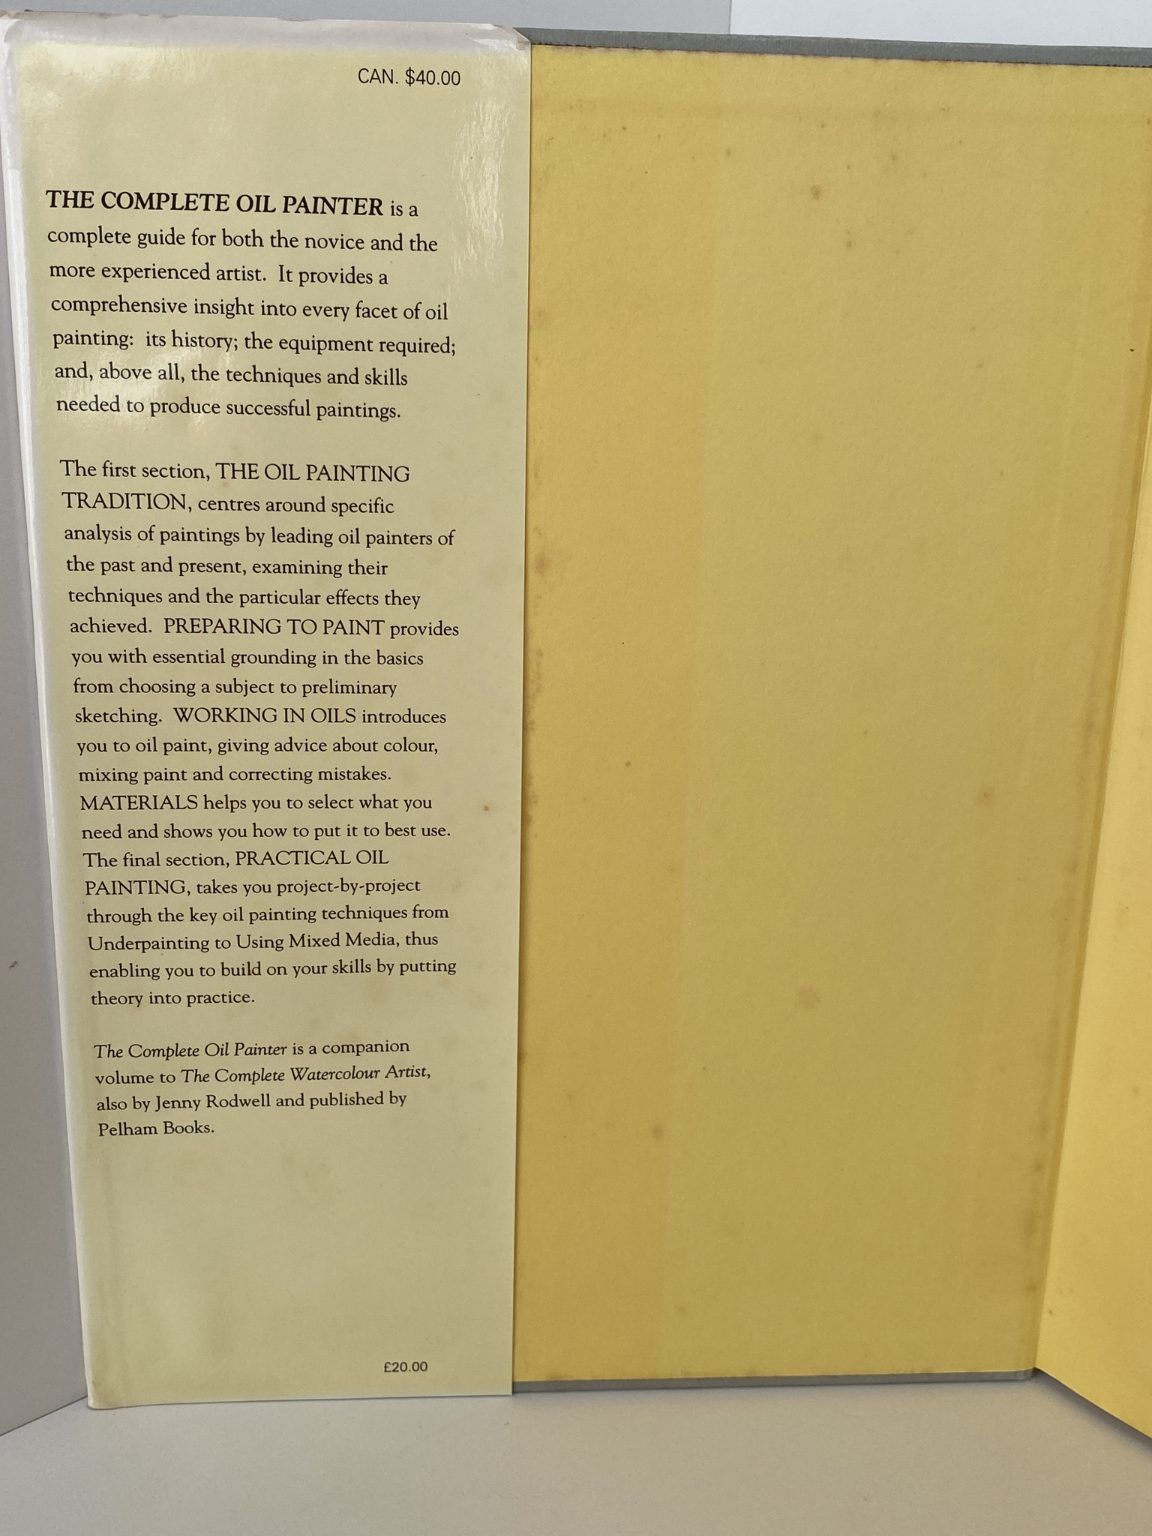 CAN. $40.00
THE COMPLETE OIL PAINTER is a
complete guide for both the novice and the
more experienced artist. It provides a
comprehensive insight into every facet of oil
painting: its history; the equipment required;
and, above all, the techniques and skills
needed to produce successful paintings.
The first section, THE OIL PAINTING
TRADITION, centres around specific
analysis of paintings by leading oil painters of
the past and present, examining their
techniques and the particular effects they
achieved. PREPARING TO PAINT provides
you with essential grounding in the basics
from choosing a subject to preliminary
sketching. WORKING IN OILS introduces
you to oil paint, giving advice about colour,
mixing paint and correcting mistakes.
MATERIALS helps you to select what you
need and shows you how to put it to best use.
The final section, PRACTICAL OIL
PAINTING, takes you project-by-project
through the key oil painting techniques from
Underpainting to Using Mixed Media, thus
enabling you to build on your skills by putting
theory into practice.
The Complete Oil Painter is a companion
volume to The Complete Watercolour Artist,
also by Jenny Rodwell and published by
Pelham Books.
£20.00